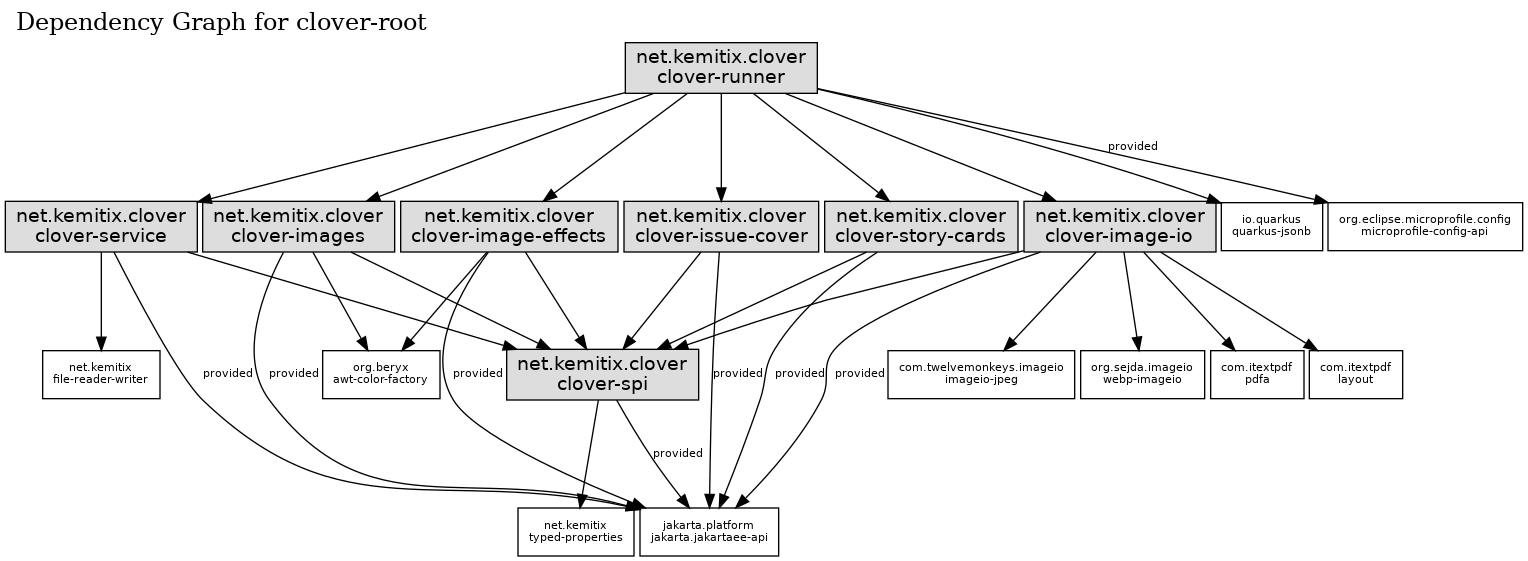 Dependency Graph for clover-root
net.kemitix.clover
clover-runner
provided
net.kemitix.clover
clover-service
net.kemitix.clover
clover-images
net.kemitix.clover
clover-image-effects
net.kemitix.clover
clover-issue-cover
net.kemitix.clover
clover-story-cards
net.kemitix.clover
clover-image-io
io.quarkus
quarkus-jsonb
org.eclipse.microprofile.config
microprofile-config-api
net.kemitix
file-reader-writer
provided
provided
org.beryx
awt-color-factory
provided
net.kemitix.clover
clover-spi
provided
provided
provided
com.twelvemonkeys.imageio
imageio-jpeg
org.sejda.imageio
webp-imageio
com.itextpdf
pdfa
com.itextpdf
layout
provided
net.kemitix
typed-properties
jakarta.platform
jakarta.jakartaee-api